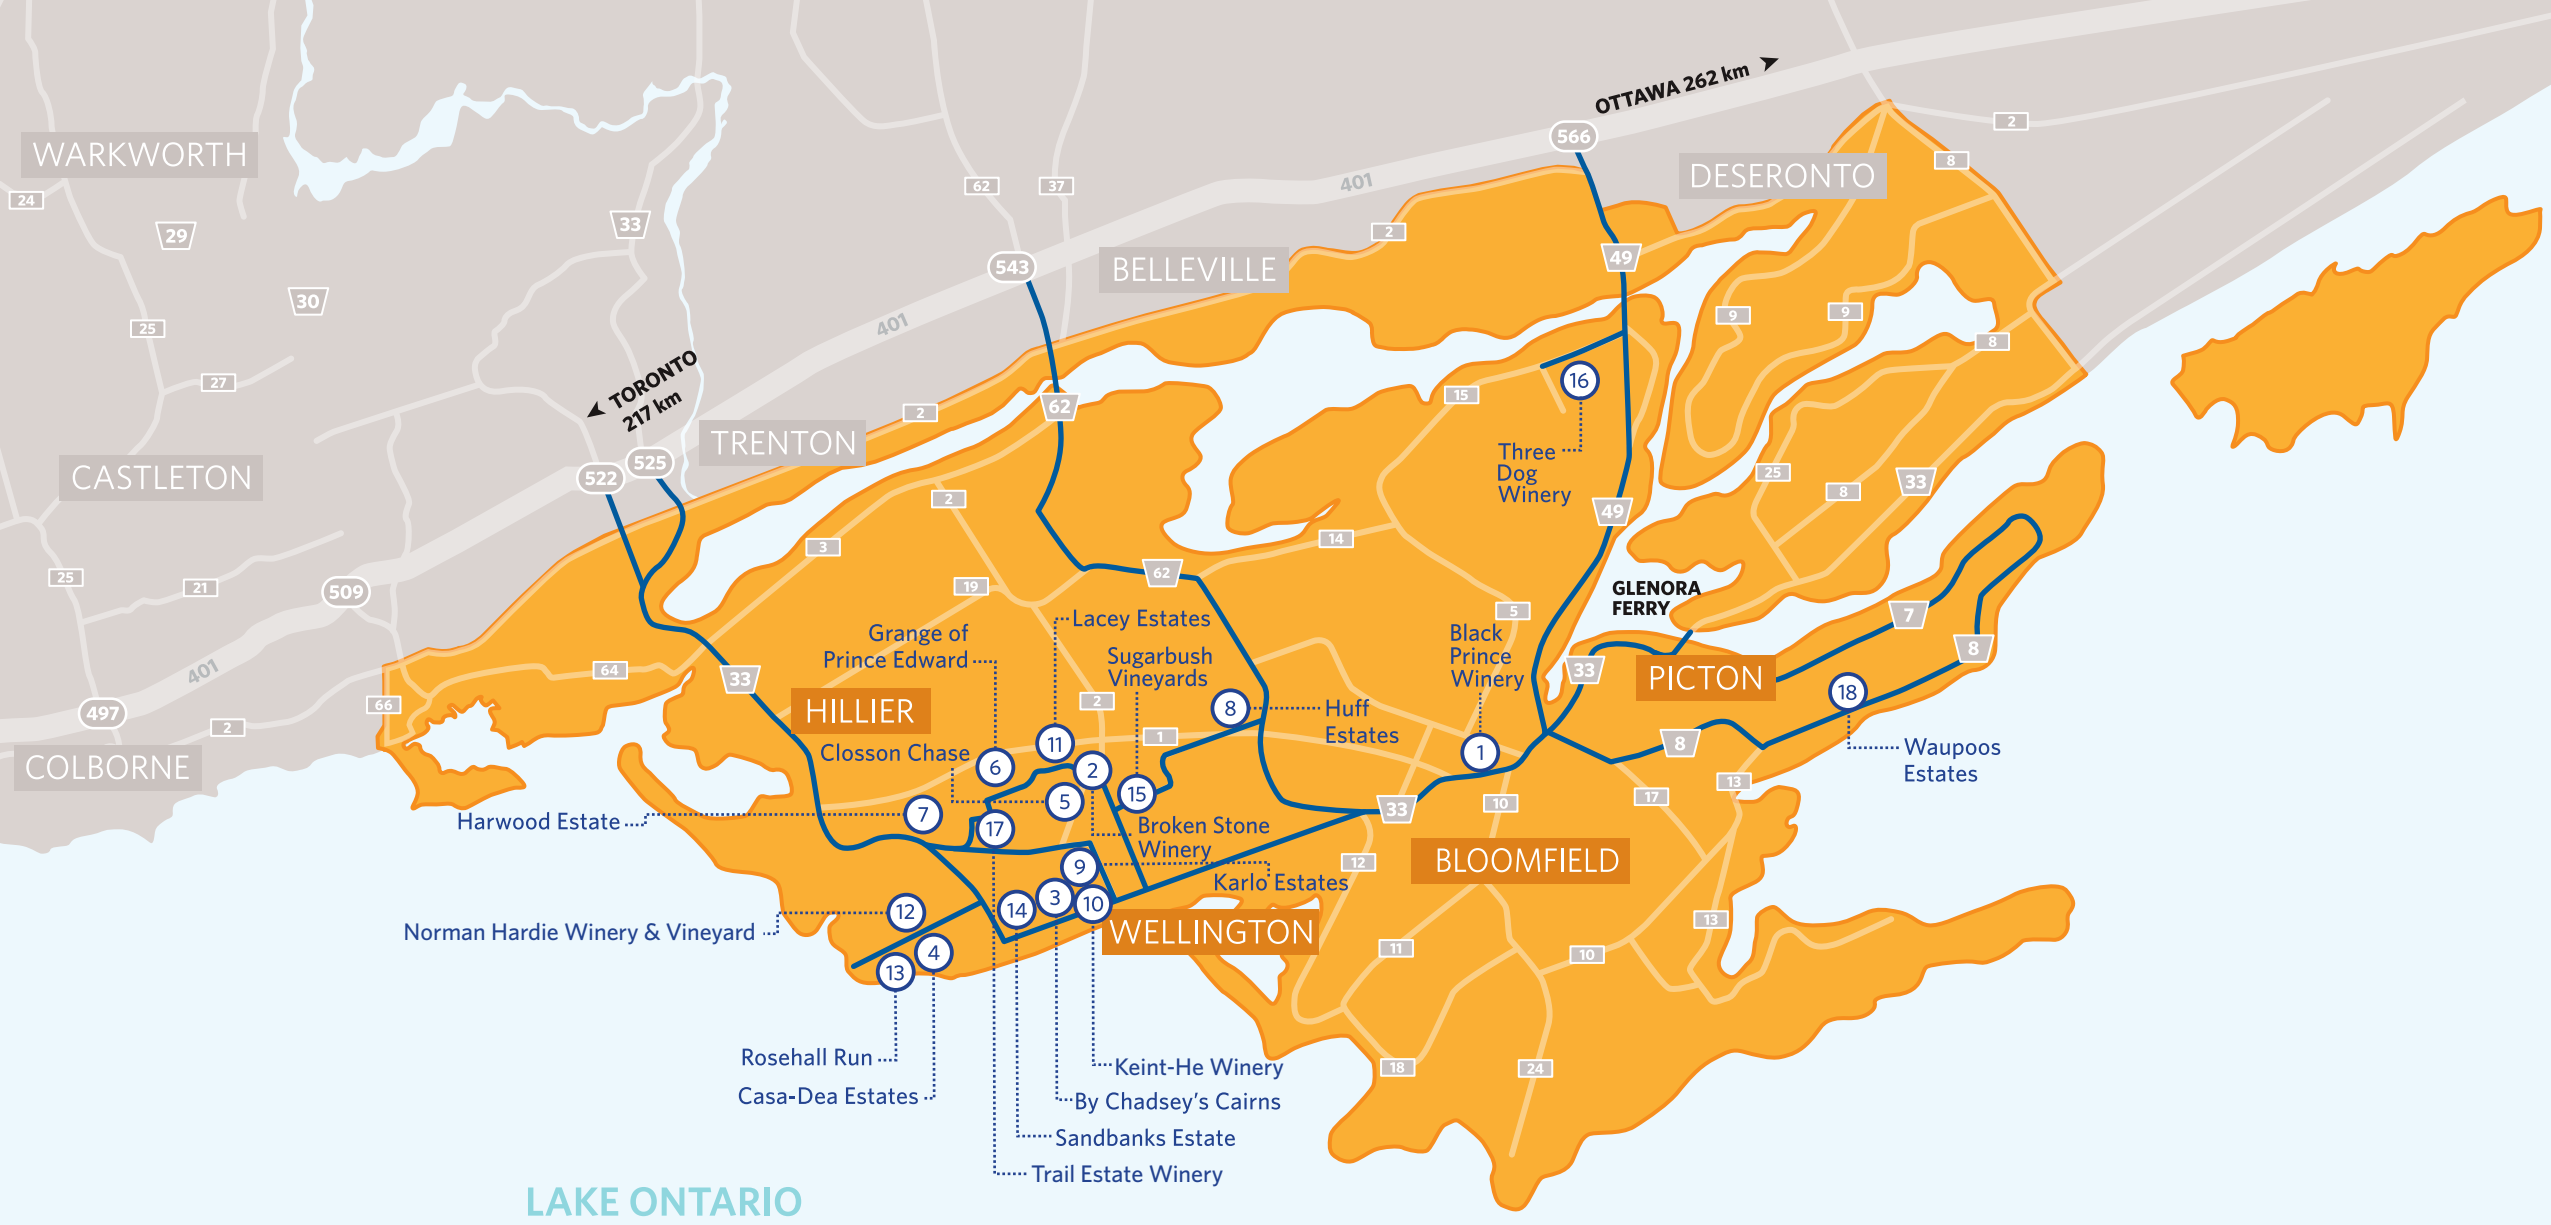 OTTAWA 262 km
566
2
WARKWORTH
DESERONTO
8
24
62
37
401
29
33
2
49
543
BELLEVILLE
30
9
9
25
401
8
27
TORONTO
217 km
16
15
2
62
TRENTON
Three
Dog
Winery
525
522
CASTLETON
25
8
33
2
49
14
3
62
25
21
509
19
GLENORA
FERRY
5
7
Lacey Estates
Grange of
Prince Edward
Sugarbush
Vineyards
Black
Prince
Winery
8
401
64
33
33
PICTON
18
66
497
2
HILLIER
2
8
Huff
Estates
1
11
8
Waupoos
Estates
COLBORNE
Closson Chase
6
2
1
13
5
15
17
10
33
Harwood Estate
7
17
Broken Stone
Winery
9
12
BLOOMFIELD
Karlo Estates
12
14
3
10
13
Norman Hardie Winery & Vineyard
WELLINGTON
4
13
11
10
Rosehall Run
Keint-He Winery
18
24
Casa-Dea Estates
By Chadsey's Cairns
Sandbanks Estate
Trail Estate Winery
LAKE ONTARIO